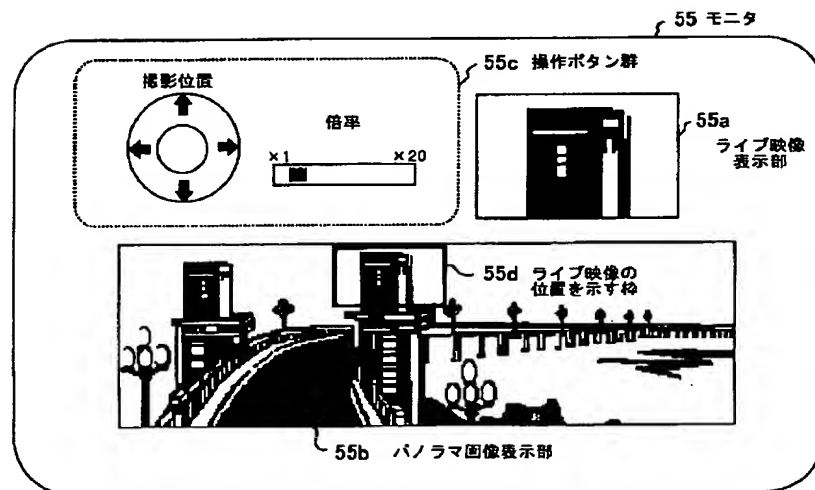 55 モニタ
55c 操作ボタン群
撮影位置
倍率
×1
×20
55a
ライブ映像
表示部
55d ライブ映像の
位置を示す枠
55b パノラマ画像表示部